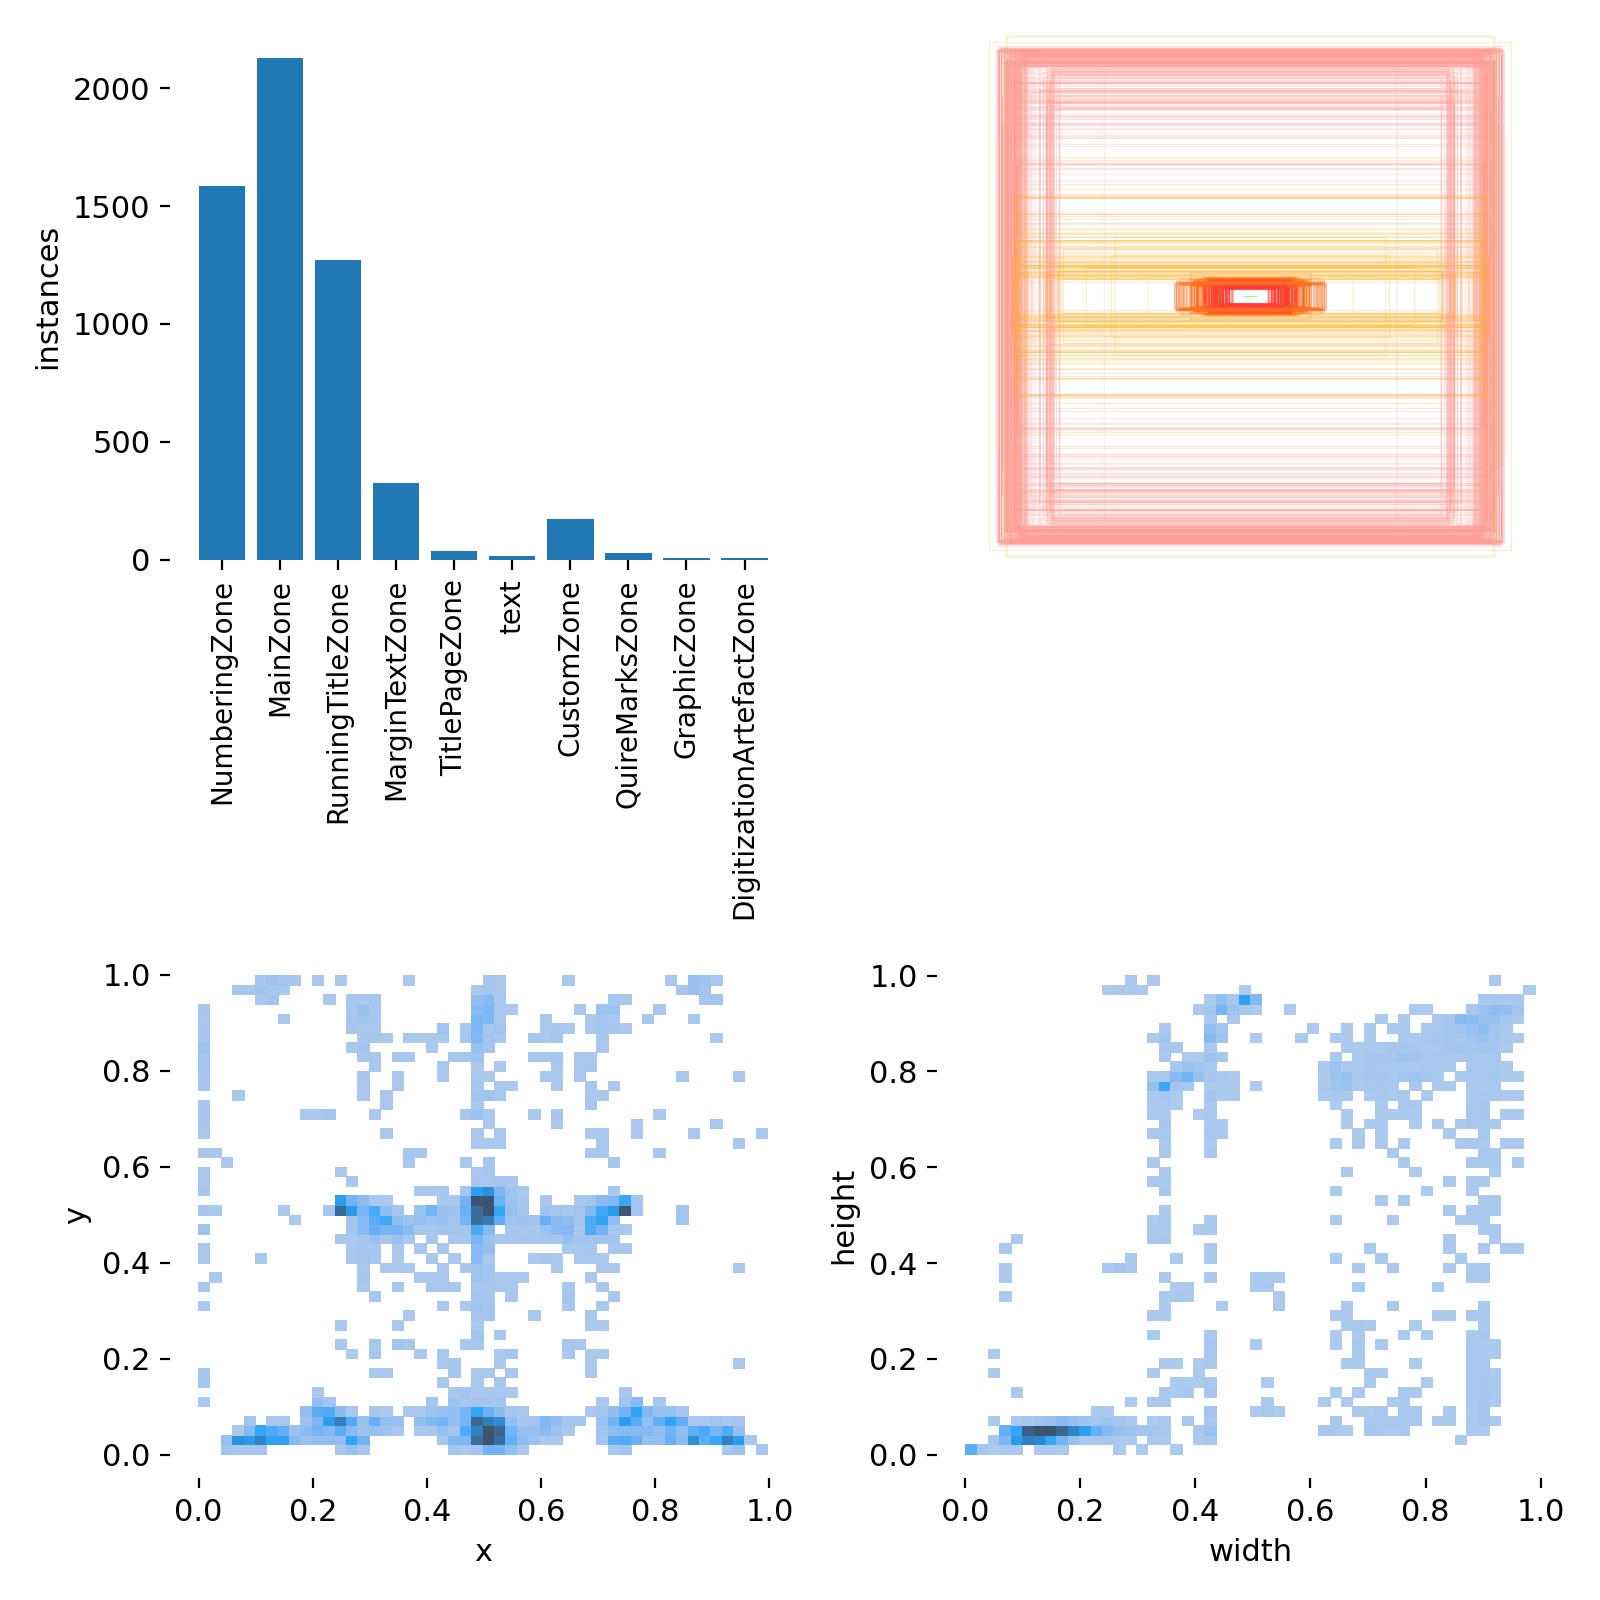 instances
2000
1500
1000
500
0
NumberingZone
MainZone
RunningTitleZone
MarginTextZone
TitlePageZone
text
CustomZone
QuireMarksZone
GraphicZone
DigitizationArtefactZone
y
1.0
0.8
0.6
0.4
0.2
0.0
0.0 0.2 0.4 0.6 0.8 1.0
x
height
1.0
0.8
0.6
0.4
0.2
0.0
0.0 0.2 0.4 0.6 0.8 1.0
width